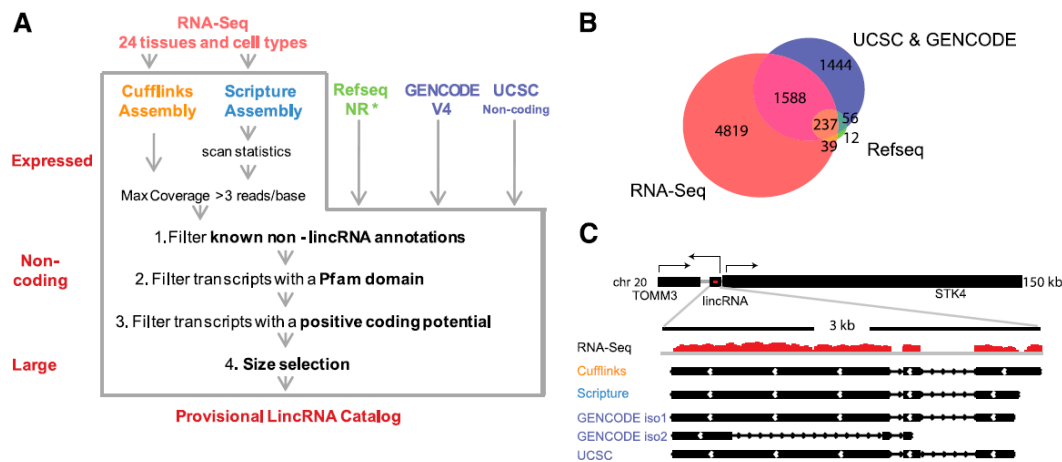 A
RNA-Seq
24 tissues and cell types
Cufflinks
Assembly
Scripture
Assembly
Refseq
NR *
GENCODE
V4
UCSC
Non-coding
Expressed
scan statistics
Max Coverage >3 reads/base
1. Filter known non - lincRNA annotations
Non-
coding
2. Filter transcripts with a Pfam domain
3. Filter transcripts with a positive coding potential
Large
4. Size selection
Provisional LincRNA Catalog
B
UCSC & GENCODE
1444
1588
4819
237
56
12
39
Refseq
RNA-Seq
C
chr 20
TOMM3
lincRNA
STK4
150 kb
3 kb
RNA-Seq
Cufflinks
Scripture
GENCODE iso1
GENCODE iso2
UCSC